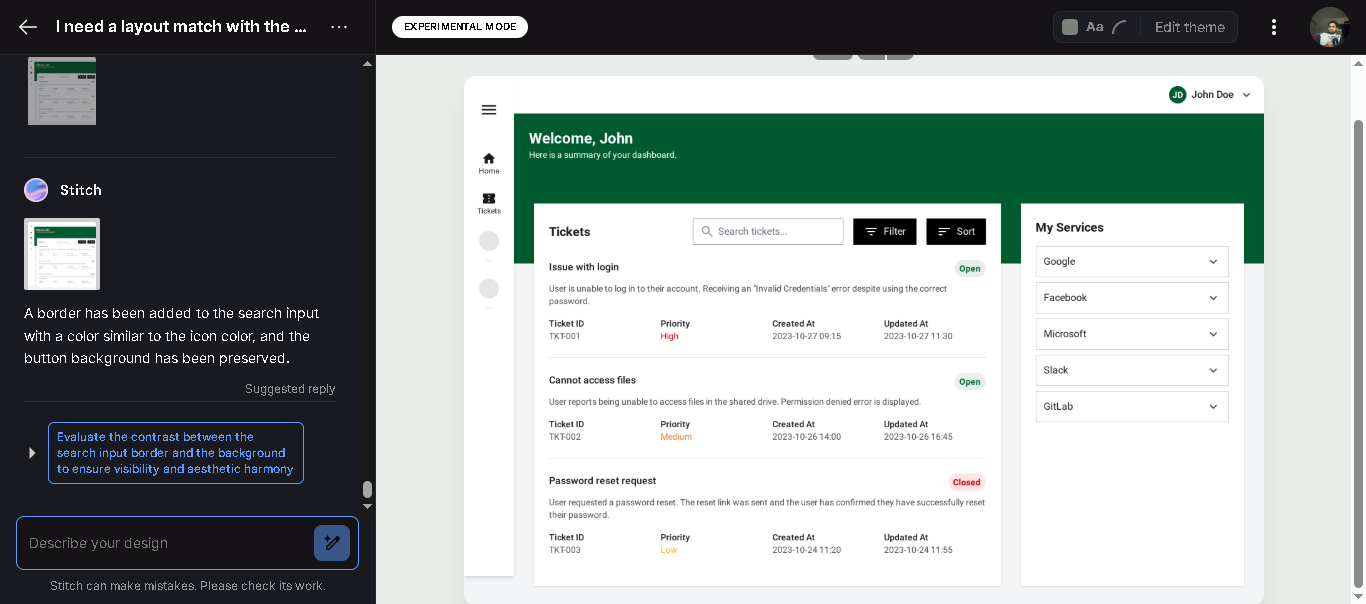 I need a layout match with the ...
EXPERIMENTAL MODE
Aa
Edit theme
Stitch
A border has been added to the search input
with a color similar to the icon color, and the
button background has been preserved.
Suggested reply
Evaluate the contrast between the
search input border and the background
to ensure visibility and aesthetic harmony
Describe your design
Stitch can make mistakes. Please check its work.
JD John Doe
Home
Tickets
...
...
Welcome, John
Here is a summary of your dashboard.
Tickets
Search tickets...
Filter
Sort
Issue with login
Open
User is unable to log in to their account. Receiving an "Invalid Credentials" error despite using the correct
password.
Ticket ID Priority Created At Updated At
TKT-001 High 2023-10-27 09:15 2023-10-27 11:30
Cannot access files
Open
User reports being unable to access files in the shared drive. Permission denied error is displayed.
Ticket ID Priority Created At Updated At
TKT-002 Medium 2023-10-26 14:00 2023-10-26 16:45
Password reset request
Closed
User requested a password reset. The reset link was sent and the user has confirmed they have successfully reset
their password.
Ticket ID Priority Created At Updated At
TKT-003 Low 2023-10-24 11:20 2023-10-24 11:55
My Services
Google
Facebook
Microsoft
Slack
GitLab